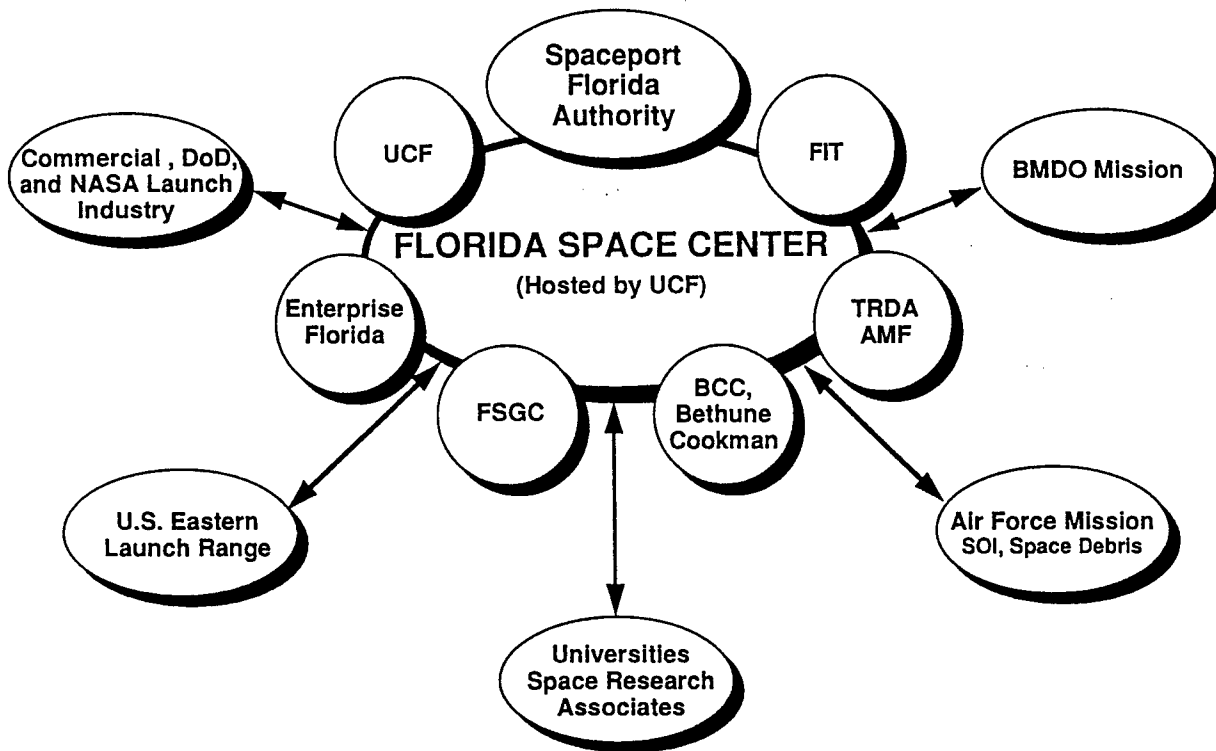 Spaceport
Florida
Authority
UCF
FIT
Commercial , DoD,
and NASA Launch
Industry
BMDO Mission
FLORIDA SPACE CENTER
(Hosted by UCF)
Enterprise
Florida
TRDA
AMF
FSGC
BCC,
Bethune
Cookman
U.S. Eastern
Launch Range
Air Force Mission
SOI, Space Debris
Universities
Space Research
Associates